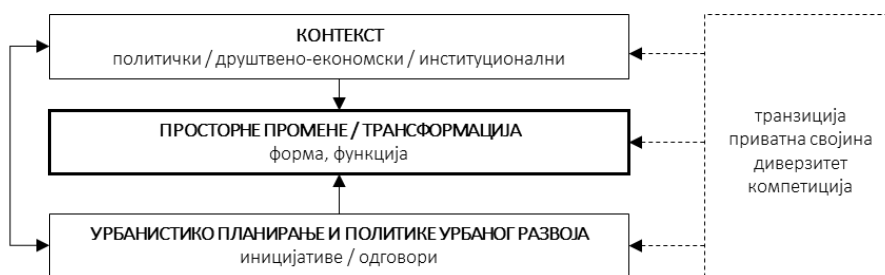 КОНТЕКСТ
политички / друштвено-економски / институционални
ПРОСТОРНЕ ПРОМЕНЕ / ТРАНСФОРМАЦИЈА
форма, функција
УРБАНИСТИКО ПЛАНИРАЊЕ И ПОЛИТИКЕ УРБАНОГ РАЗВОЈА
иницијативе / одговори
транзиција
приватна својина
диверзитет
компетиција